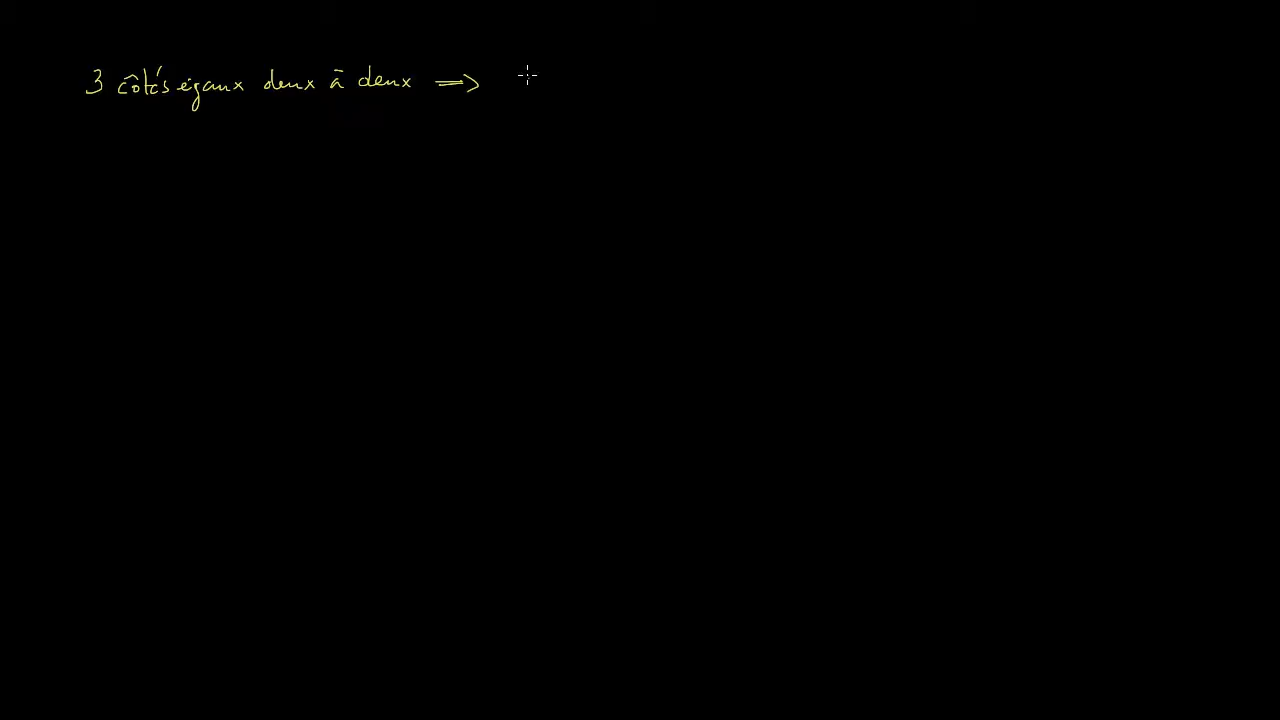 3 côtés égaux deux à deux ⟹